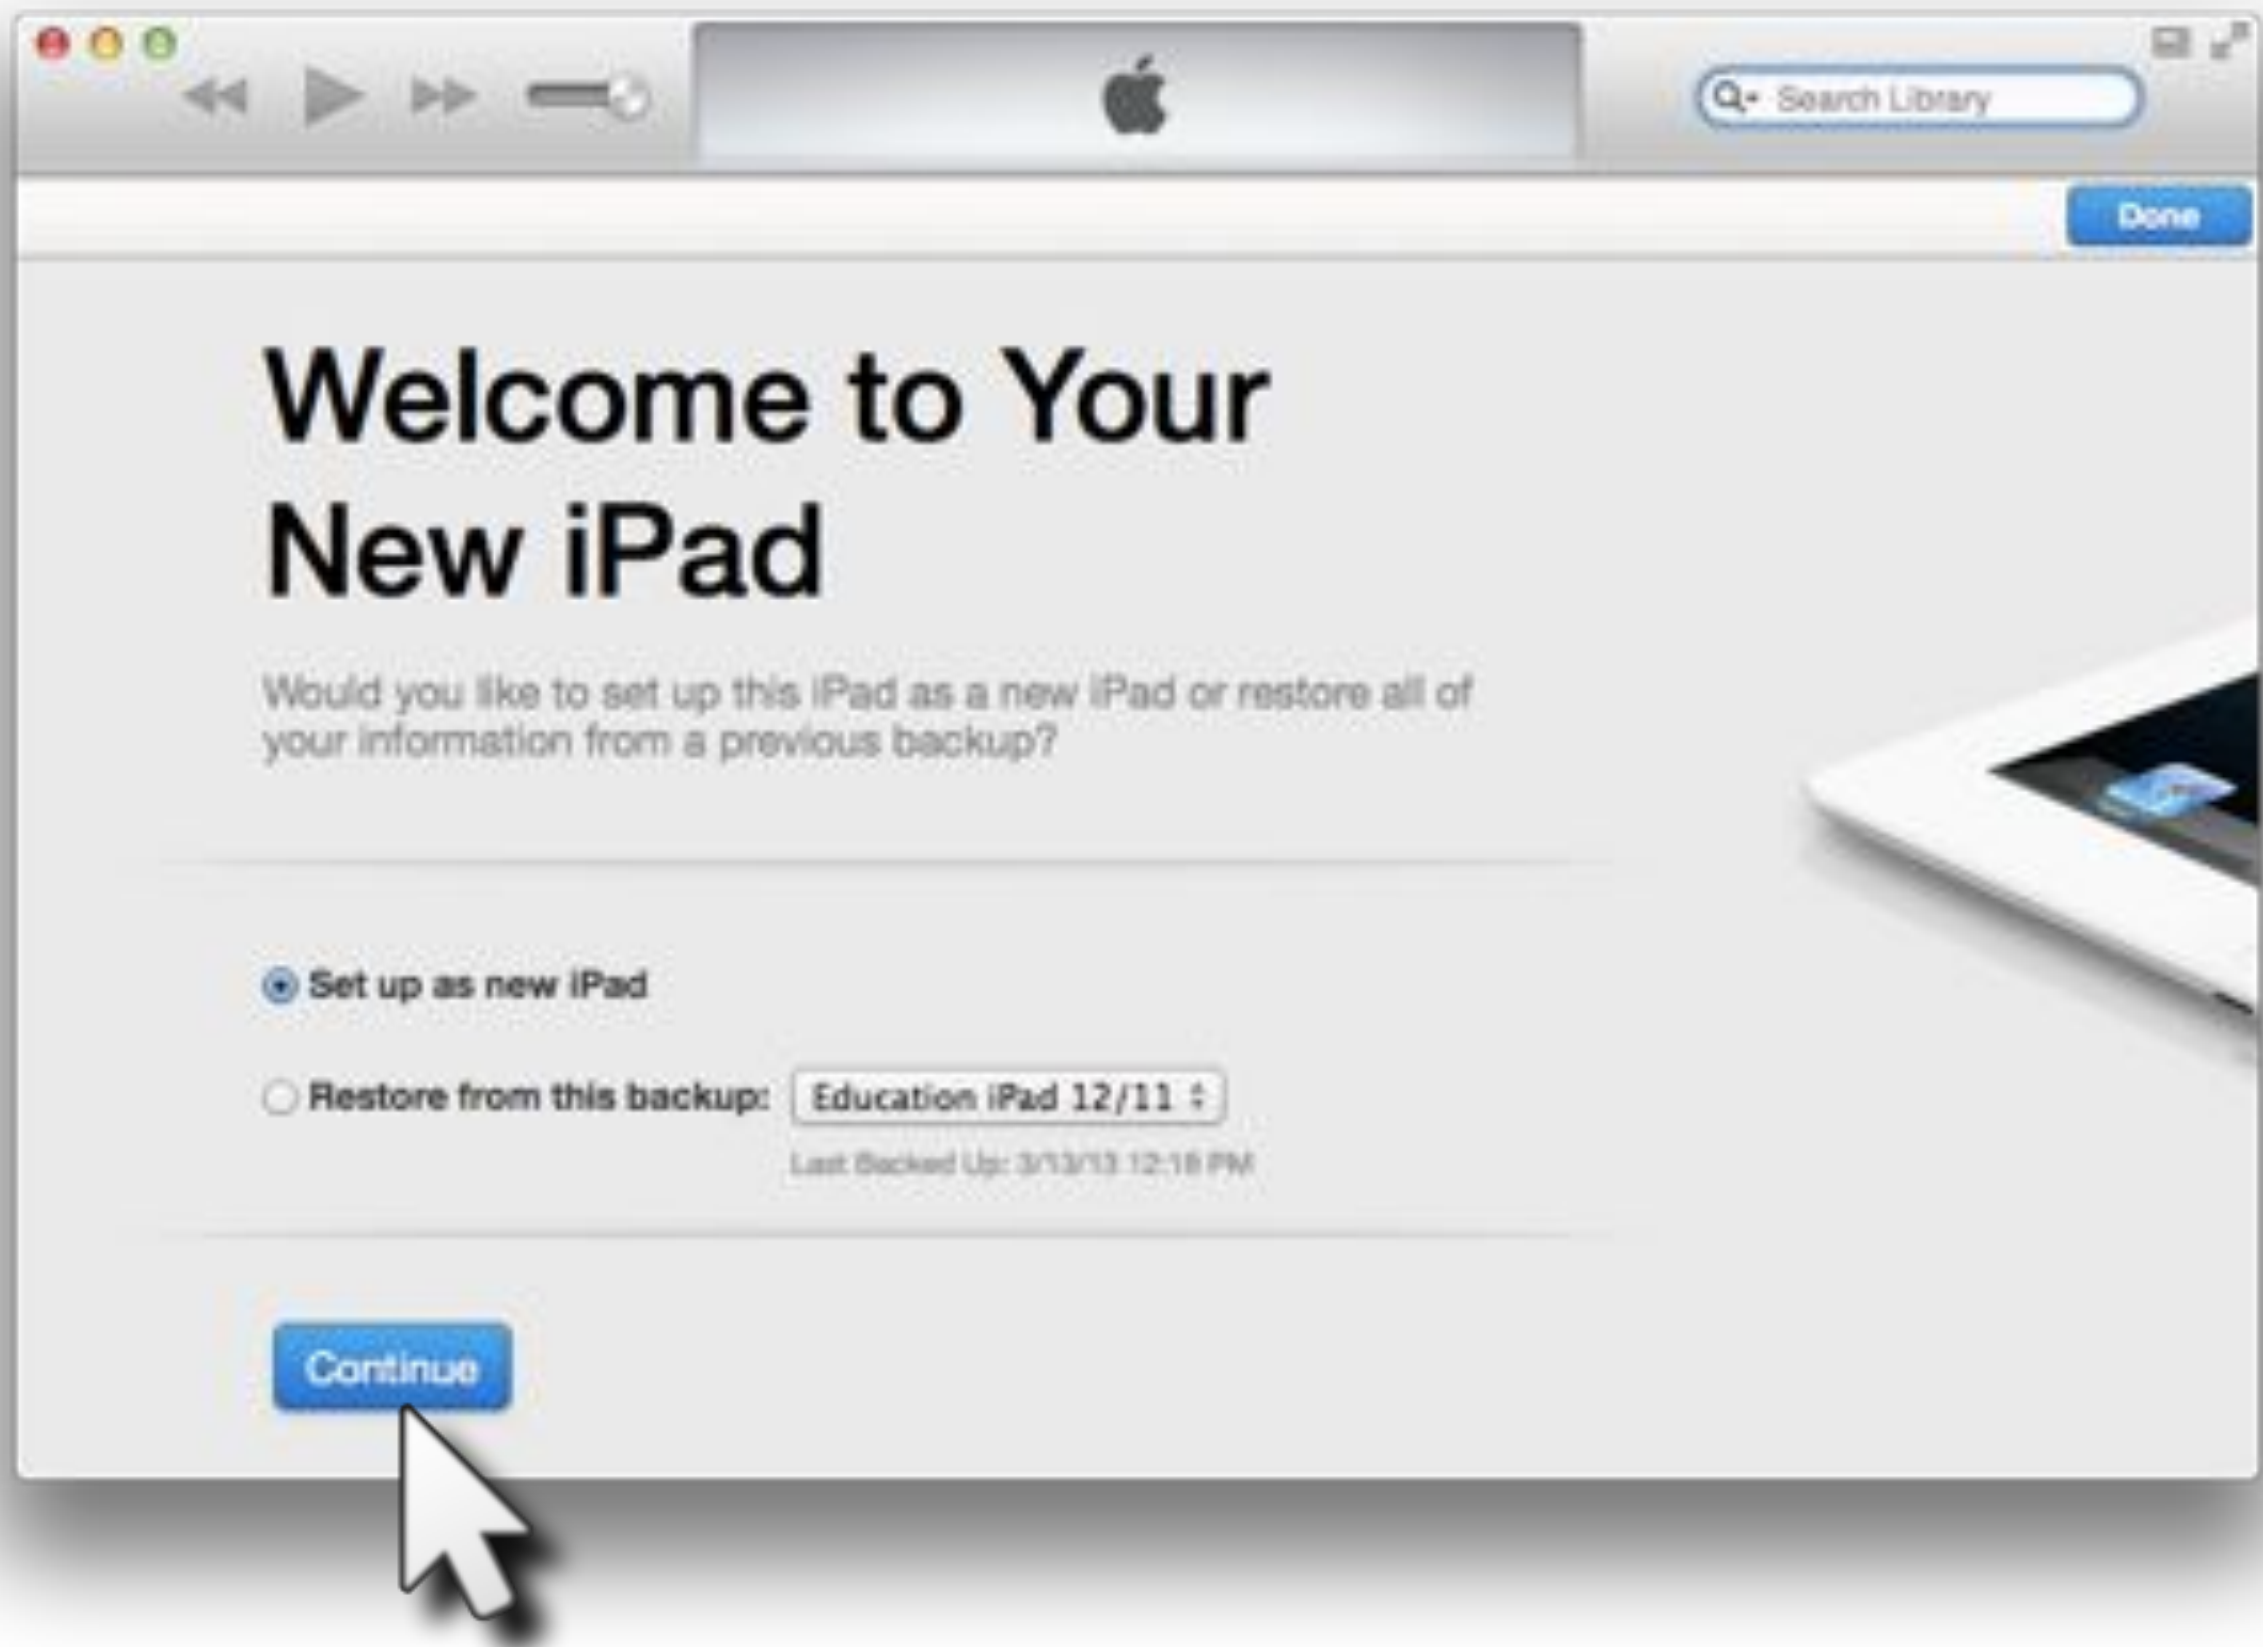 Search Library
Done
Welcome to Your
New iPad
Would you like to set up this iPad as a new iPad or restore all of
your information from a previous backup?
Set up as new iPad
Restore from this backup: Education iPad 12/11
Last Backed Up: 3/13/13 12:18 PM
Continue